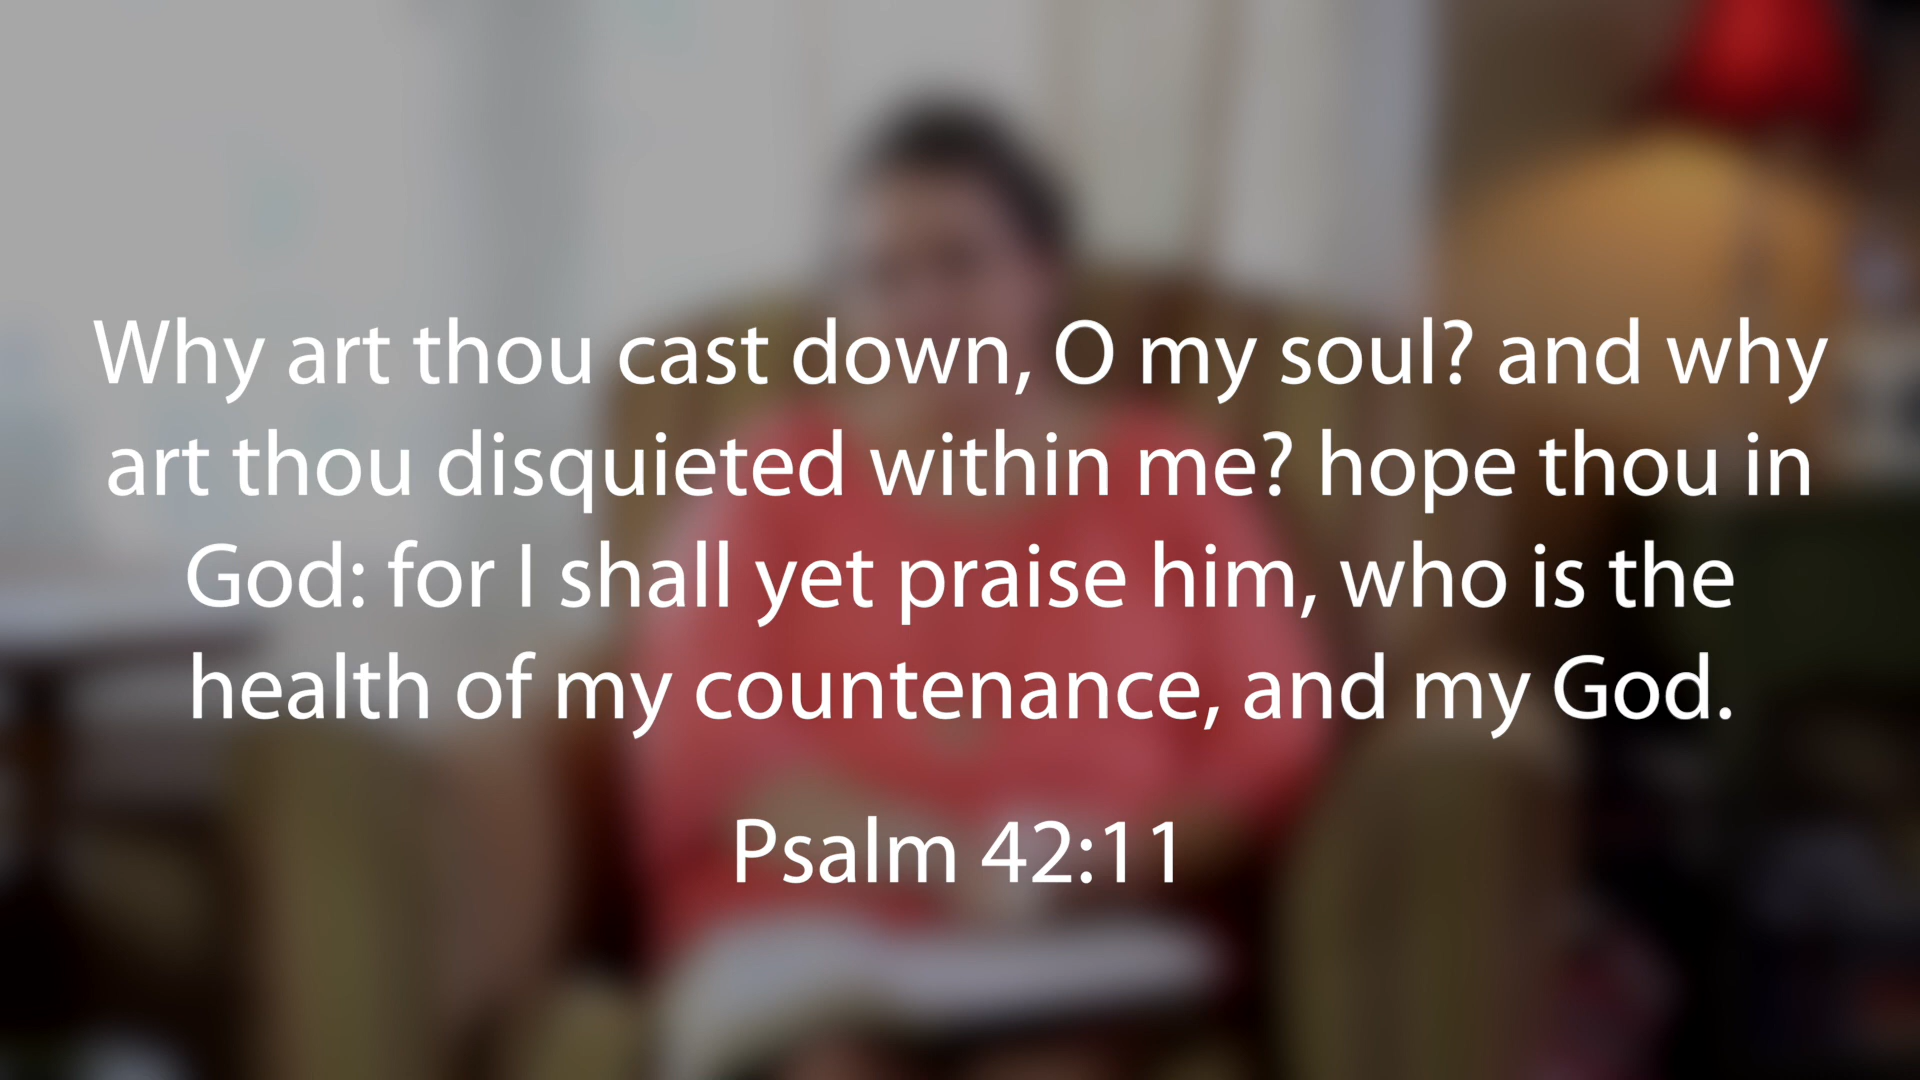 Why art thou cast down, O my soul? and why
art thou disquieted within me? hope thou in
God: for I shall yet praise him, who is the
health of my countenance, and my God.
Psalm 42:11